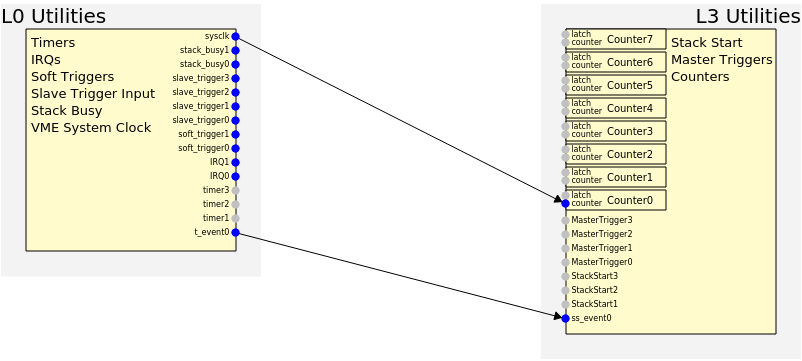 L0 Utilities
Timers
IRQs
Soft Triggers
Slave Trigger Input
Stack Busy
VME System Clock
sysclk
stack_busy1
stack_busy0
slave_trigger3
slave_trigger2
slave_trigger1
slave_trigger0
soft_trigger1
soft_trigger0
IRQ1
IRQ0
timer3
timer2
timer1
t_event0
L3 Utilities
Stack Start
Master Triggers
Counters
latch
counter Counter7
latch
counter Counter6
latch
counter Counter5
latch
counter Counter4
latch
counter Counter3
latch
counter Counter2
latch
counter Counter1
latch
counter Counter0
MasterTrigger3
MasterTrigger2
MasterTrigger1
MasterTrigger0
StackStart3
StackStart2
StackStart1
ss_event0